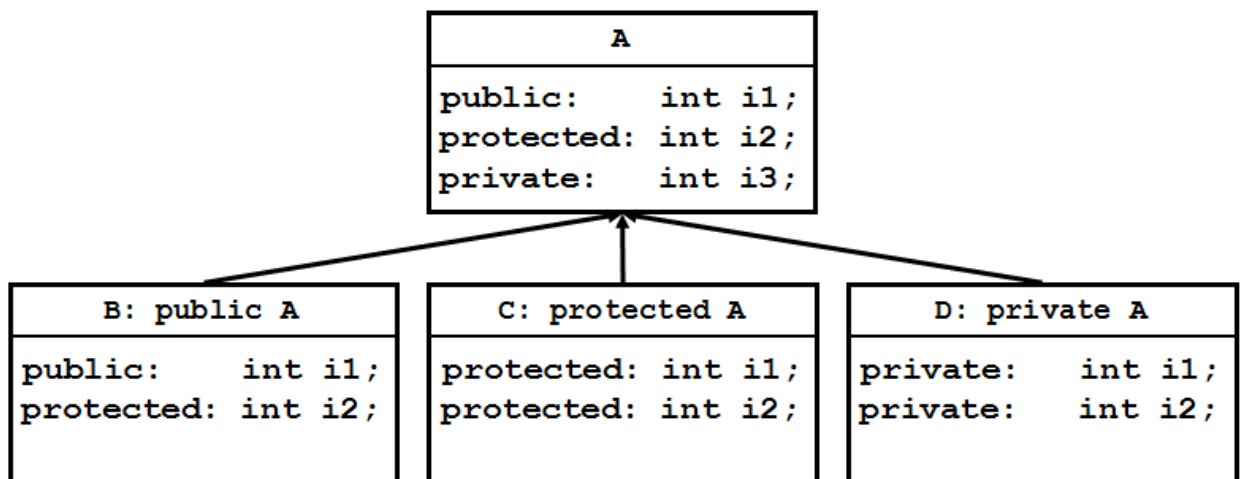 A
public:    int i1;
protected: int i2;
private:   int i3;
B: public A
public:    int i1;
protected: int i2;
C: protected A
protected: int i1;
protected: int i2;
D: private A
private:   int i1;
private:   int i2;